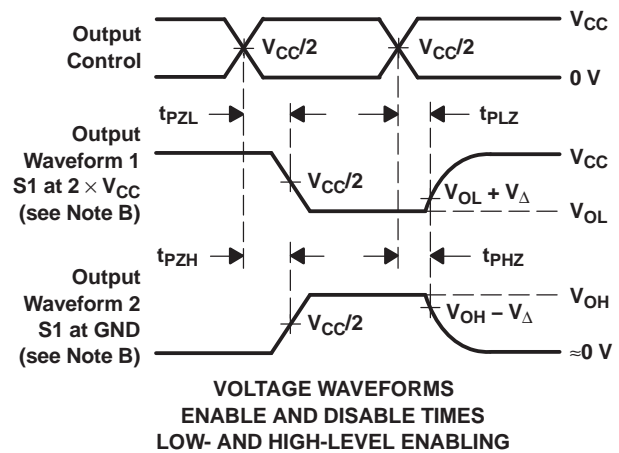 Output
Control
V_CC/2
V_CC/2
V_CC
0 V
t_PZL
t_PLZ
Output
Waveform 1
S1 at 2 × V_CC
(see Note B)
V_CC/2
V_CC
V_OL + V_Δ
V_OL
t_PZH
t_PHZ
Output
Waveform 2
S1 at GND
(see Note B)
V_CC/2
V_OH
V_OH − V_Δ
≈0 V
VOLTAGE WAVEFORMS
ENABLE AND DISABLE TIMES
LOW- AND HIGH-LEVEL ENABLING